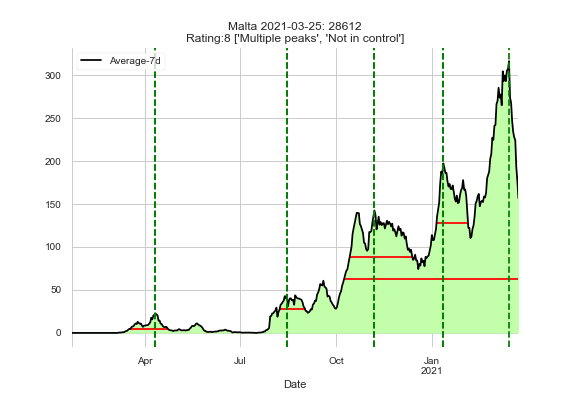 Malta 2021-03-25: 28612
Rating:8 ['Multiple peaks', 'Not in control']
Average-7d
300
250
200
150
100
50
0
Apr
Jul
Oct
Jan
2021
Date